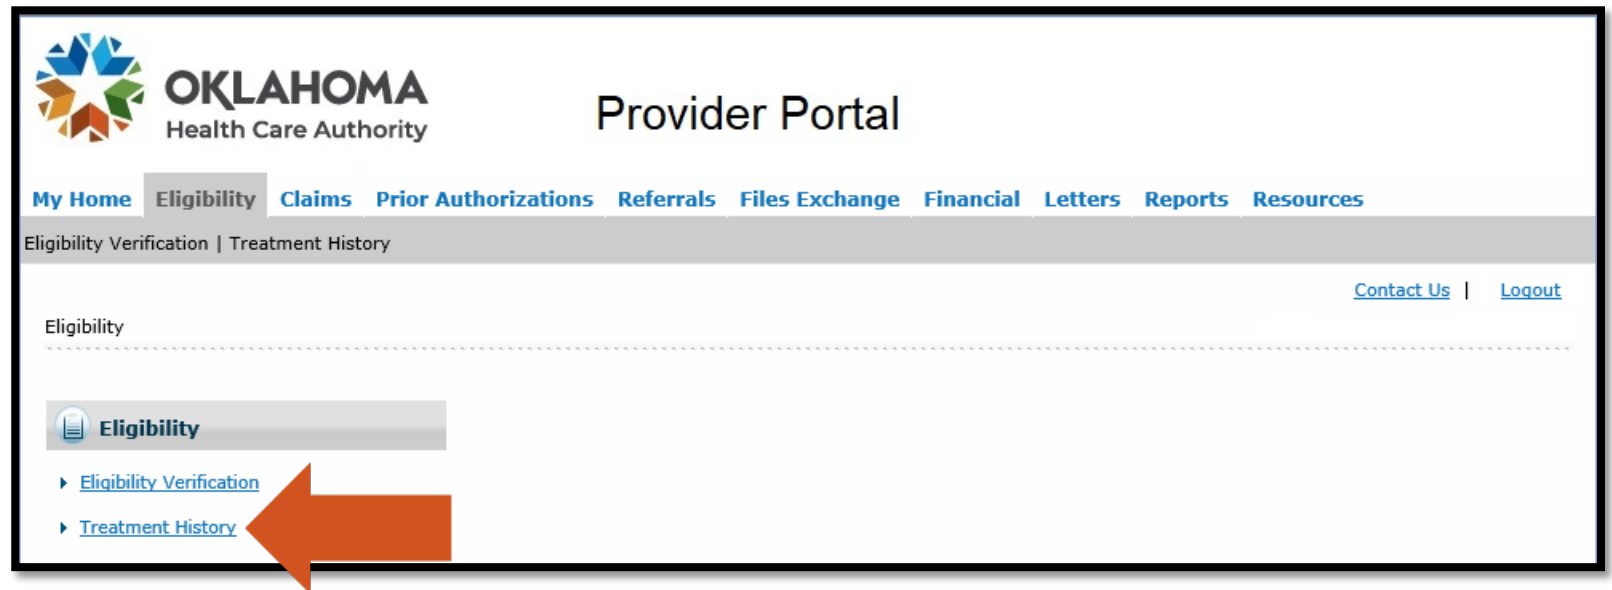 OKLAHOMA
Health Care Authority
Provider Portal
My Home Eligibility Claims Prior Authorizations Referrals Files Exchange Financial Letters Reports Resources
Eligibility Verification | Treatment History
Contact Us | Logout
Eligibility
Eligibility
Eligibility Verification
Treatment History